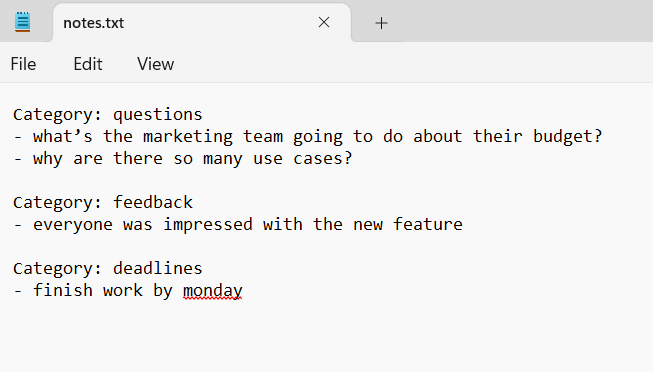 notes.txt
File Edit View
Category: questions
- what’s the marketing team going to do about their budget?
- why are there so many use cases?
Category: feedback
- everyone was impressed with the new feature
Category: deadlines
- finish work by monday